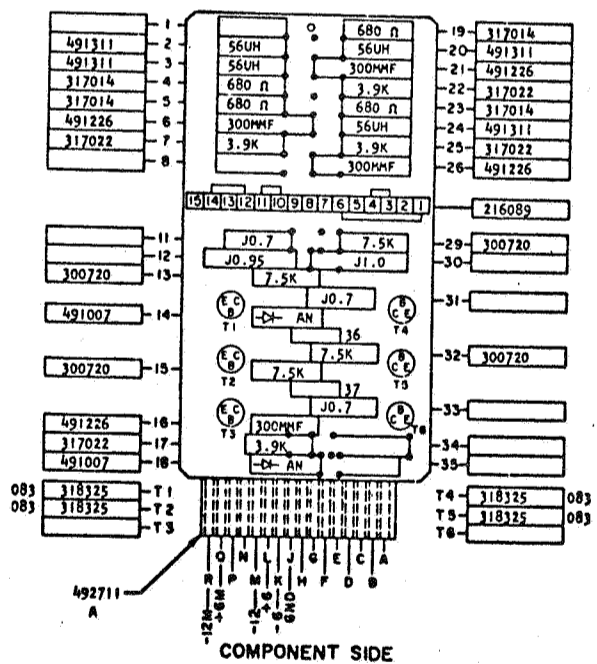 1 680 Ω 19 317014
491311 2 56UH 56UH 20 491311
491311 3 56UH 300MMF 21 491226
317014 4 680 Ω 3.9K 22 317022
317014 5 680 Ω 680 Ω 23 317014
491226 6 300MMF 56UH 24 491311
317022 7 3.9K 3.9K 25 317022
8 300MMF 26 491226
15 14 13 12 11 10 9 8 7 6 5 4 3 2 1 216089
11 J0.7 7.5K 29 300720
12 J0.95 J1.0 30
300720 13 7.5K
J0.7 31
491007 14 E C B T1 AN B C E T4
36
7.5K 32 300720
300720 15 E C B T2 7.5K B C E T5
37
J0.7 33
491226 16 E C B T3 300MMF B C E T6
317022 17 3.9K 34
491007 18 AN 35
083 318325 T1 T4 318325 083
083 318325 T2 T5 318325 083
T3 T6
492711
A
R Q P N M L K J H G F E D C B A
-12M +6M -12 +6 -6 GND
COMPONENT SIDE